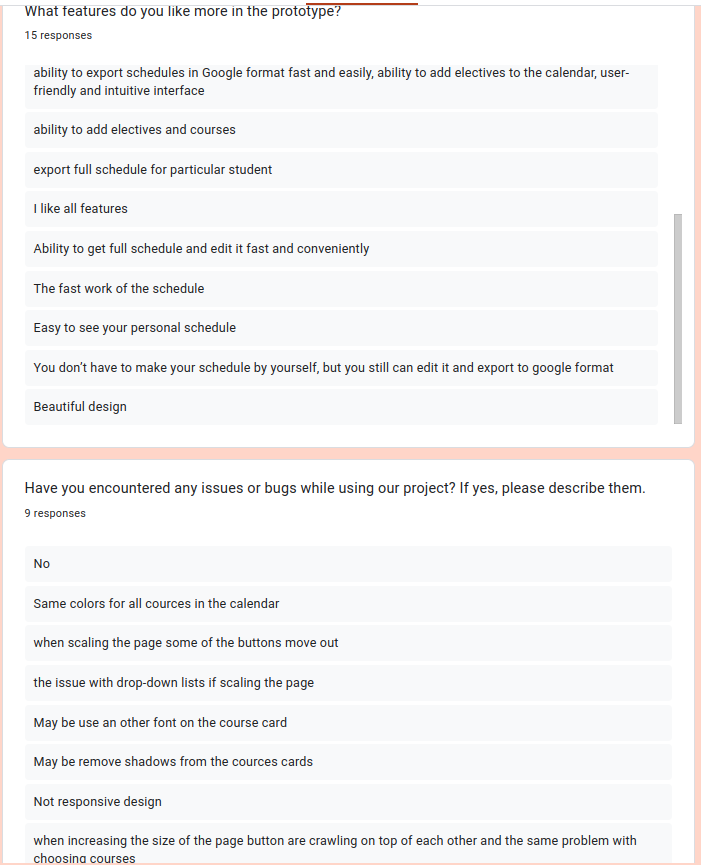 What features do you like more in the prototype?
15 responses
ability to export schedules in Google format fast and easily, ability to add electives to the calendar, user-
friendly and intuitive interface
ability to add electives and courses
export full schedule for particular student
I like all features
Ability to get full schedule and edit it fast and conveniently
The fast work of the schedule
Easy to see your personal schedule
You don’t have to make your schedule by yourself, but you still can edit it and export to google format
Beautiful design
Have you encountered any issues or bugs while using our project? If yes, please describe them.
9 responses
No
Same colors for all cources in the calendar
when scaling the page some of the buttons move out
the issue with drop-down lists if scaling the page
May be use an other font on the course card
May be remove shadows from the cources cards
Not responsive design
when increasing the size of the page button are crawling on top of each other and the same problem with
choosing courses